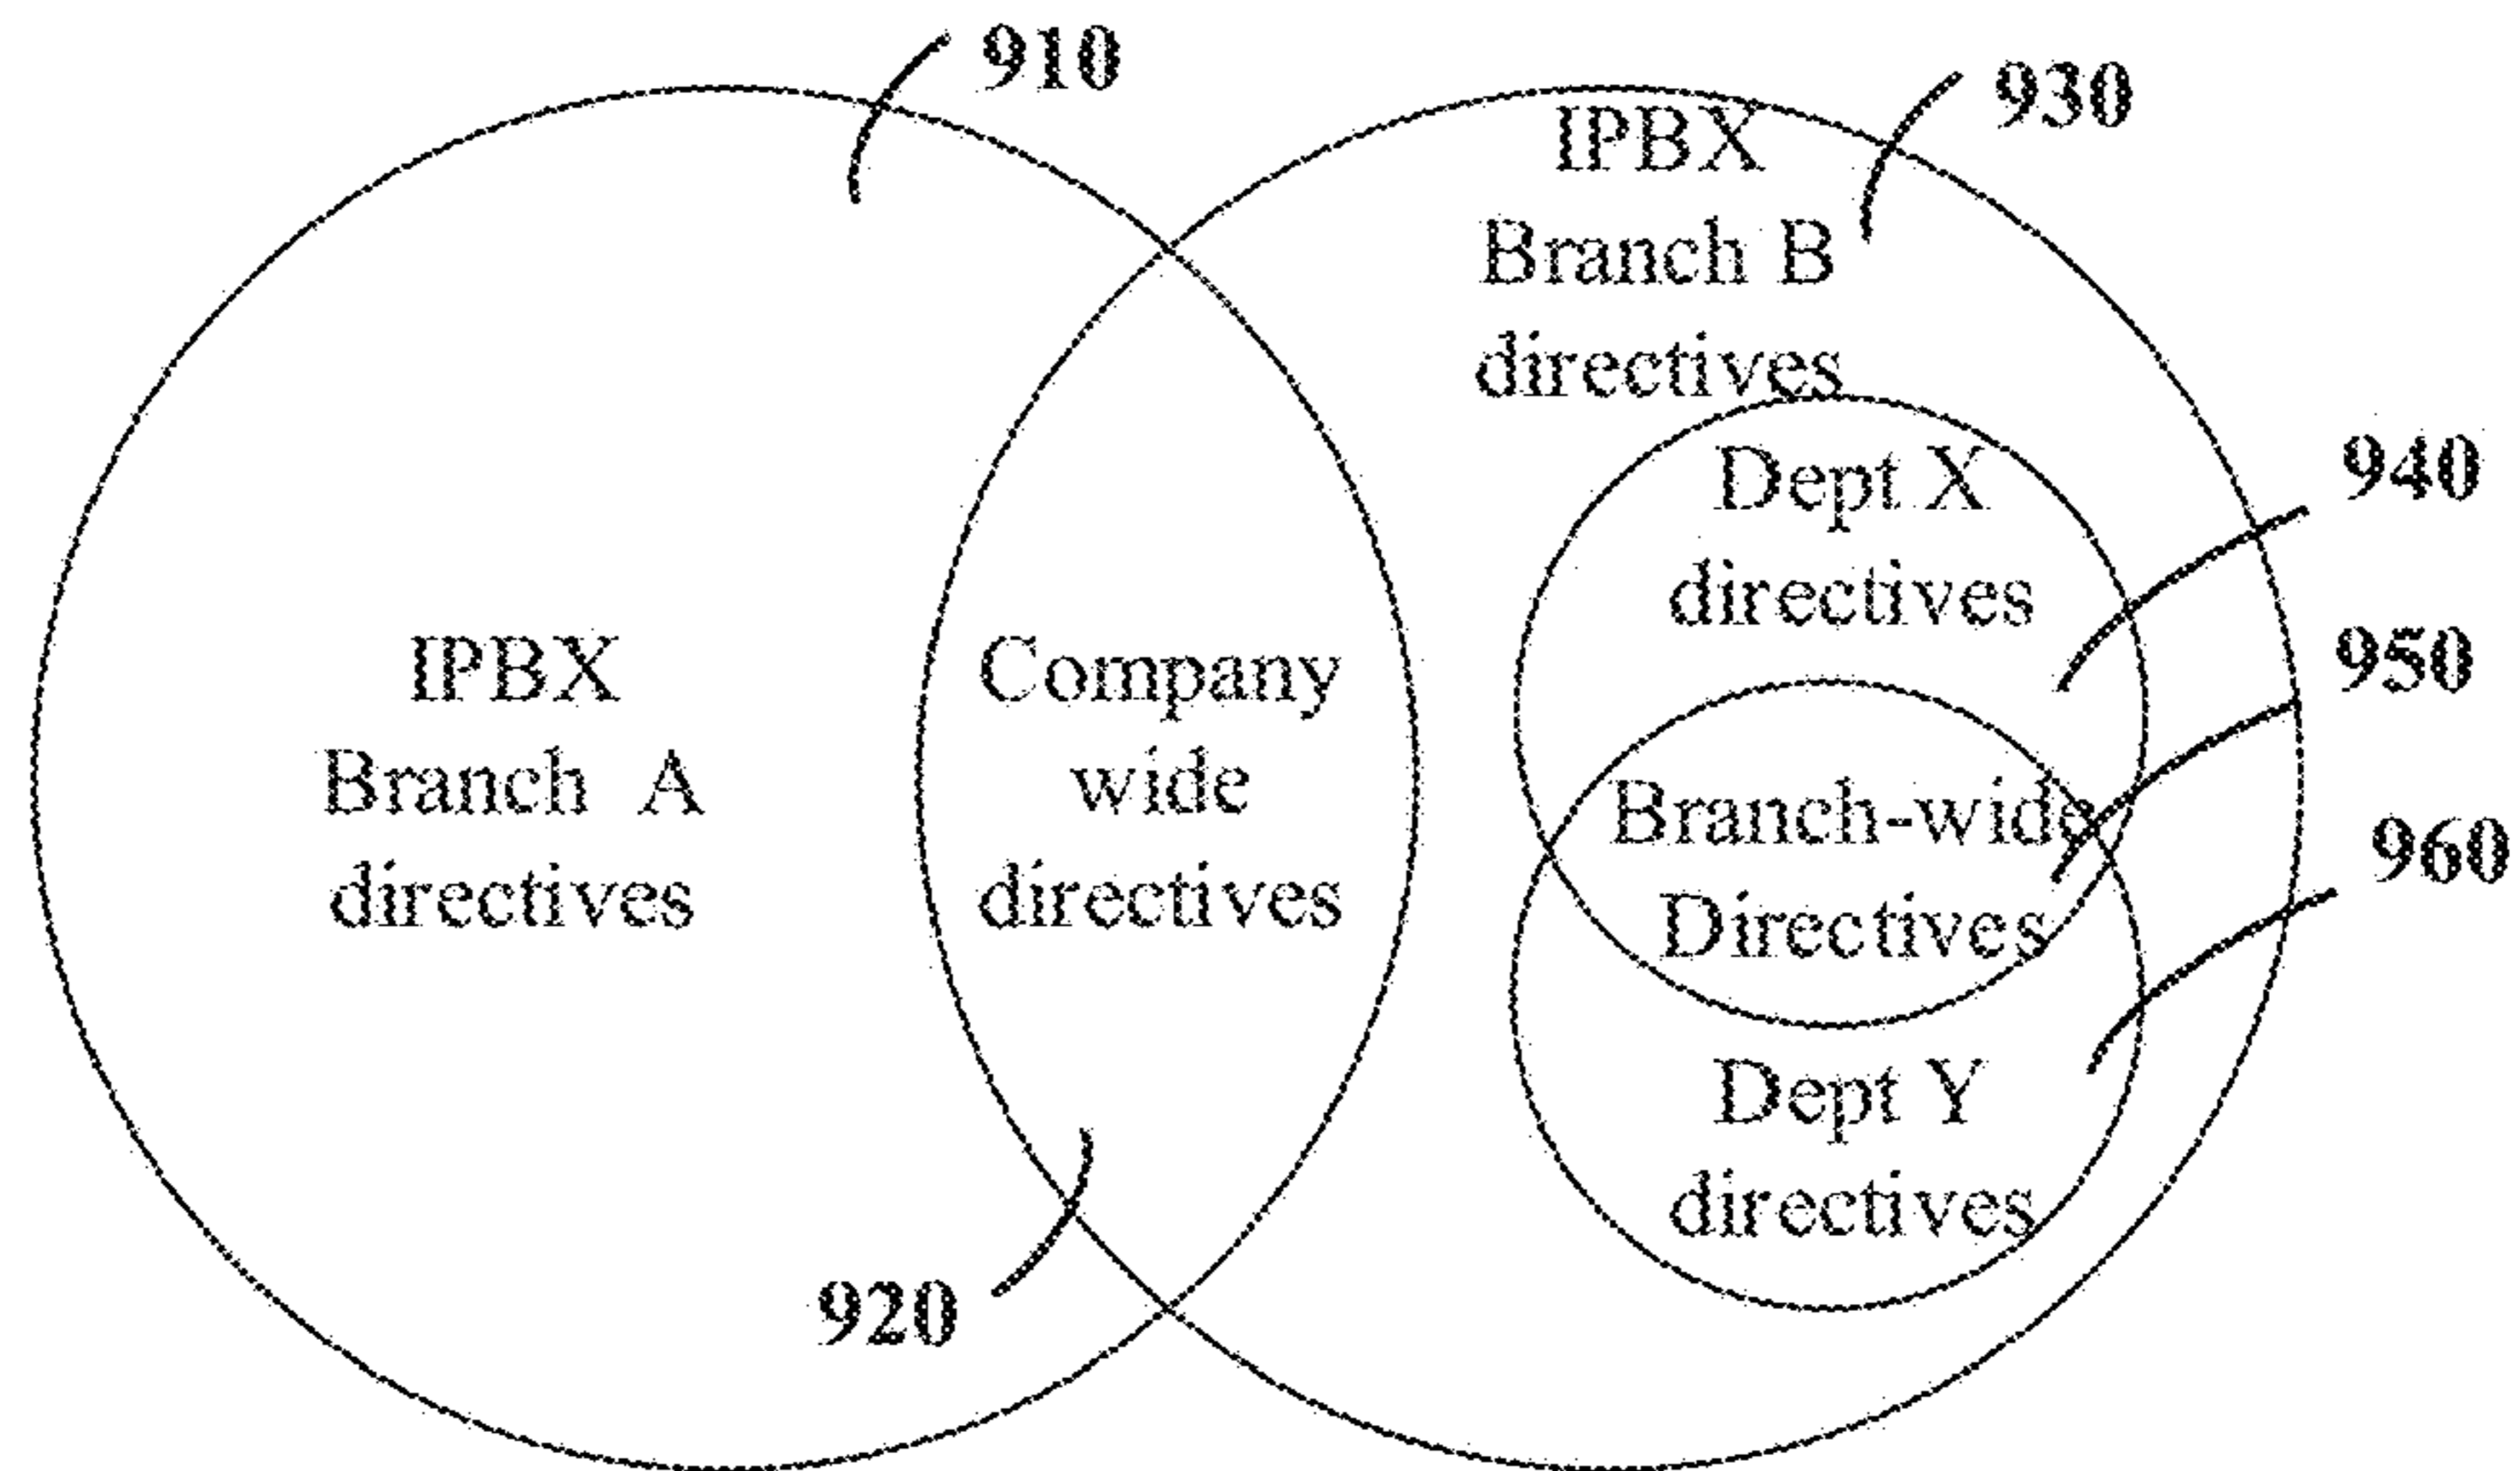 910
930
IPBX
Branch B
directives
Dept X
directives
940
950
IPBX
Branch A
directives
Company
wide
directives
Branch-wide
Directives
960
Dept Y
directives
920